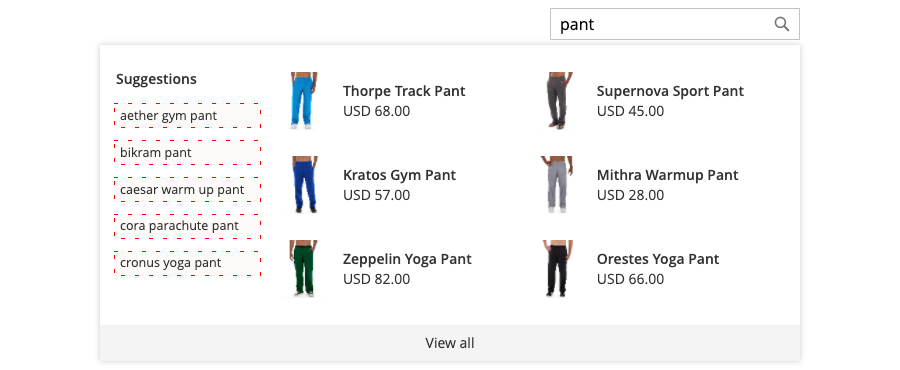 pant
Suggestions
aether gym pant
bikram pant
caesar warm up pant
cora parachute pant
cronus yoga pant
Thorpe Track Pant
USD 68.00
Supernova Sport Pant
USD 45.00
Kratos Gym Pant
USD 57.00
Mithra Warmup Pant
USD 28.00
Zeppelin Yoga Pant
USD 82.00
Orestes Yoga Pant
USD 66.00
View all